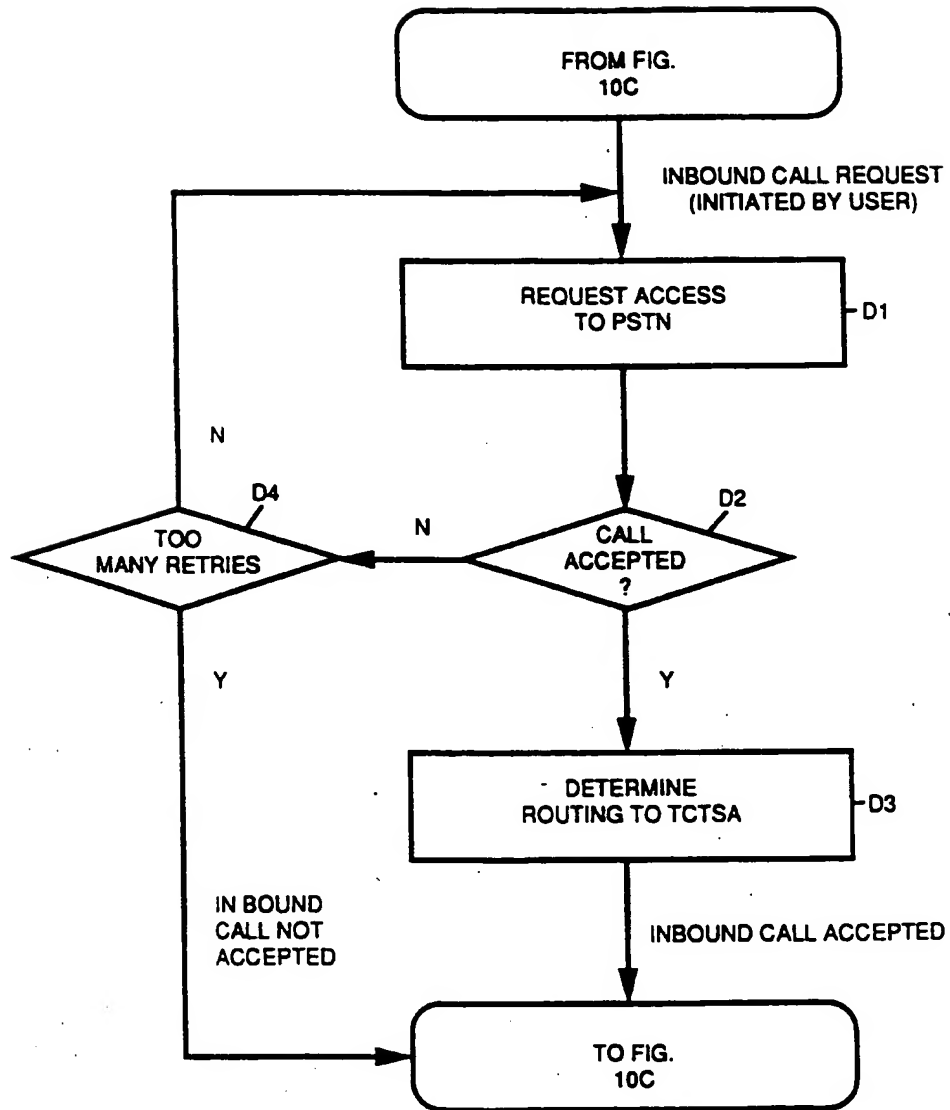 FROM FIG.
10C
INBOUND CALL REQUEST
(INITIATED BY USER)
REQUEST ACCESS
TO PSTN
D1
N
D4
TOO
MANY RETRIES
N
D2
CALL
ACCEPTED
?
Y
Y
DETERMINE
ROUTING TO TCTSA
D3
IN BOUND
CALL NOT
ACCEPTED
INBOUND CALL ACCEPTED
TO FIG.
10C